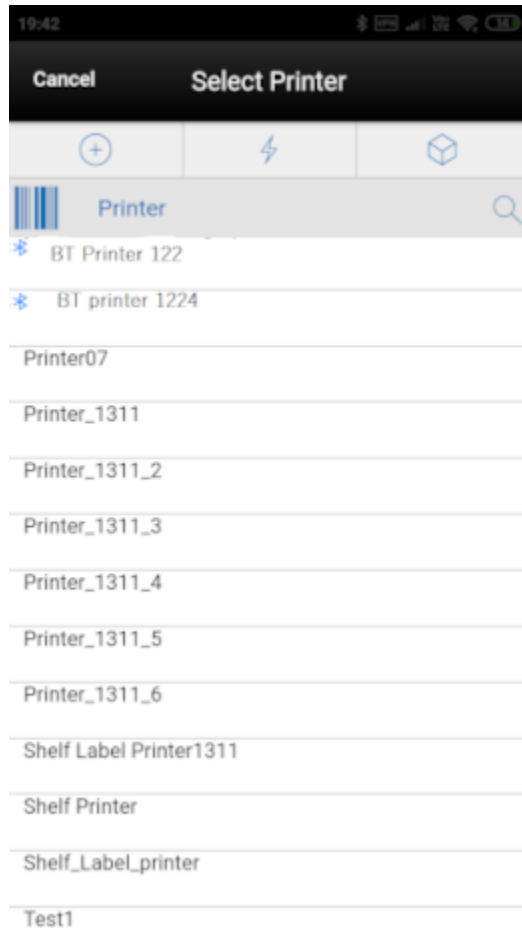 19:42
Cancel Select Printer
Printer
BT Printer 122
BT printer 1224
Printer07
Printer_1311
Printer_1311_2
Printer_1311_3
Printer_1311_4
Printer_1311_5
Printer_1311_6
Shelf Label Printer1311
Shelf Printer
Shelf_Label_printer
Test1